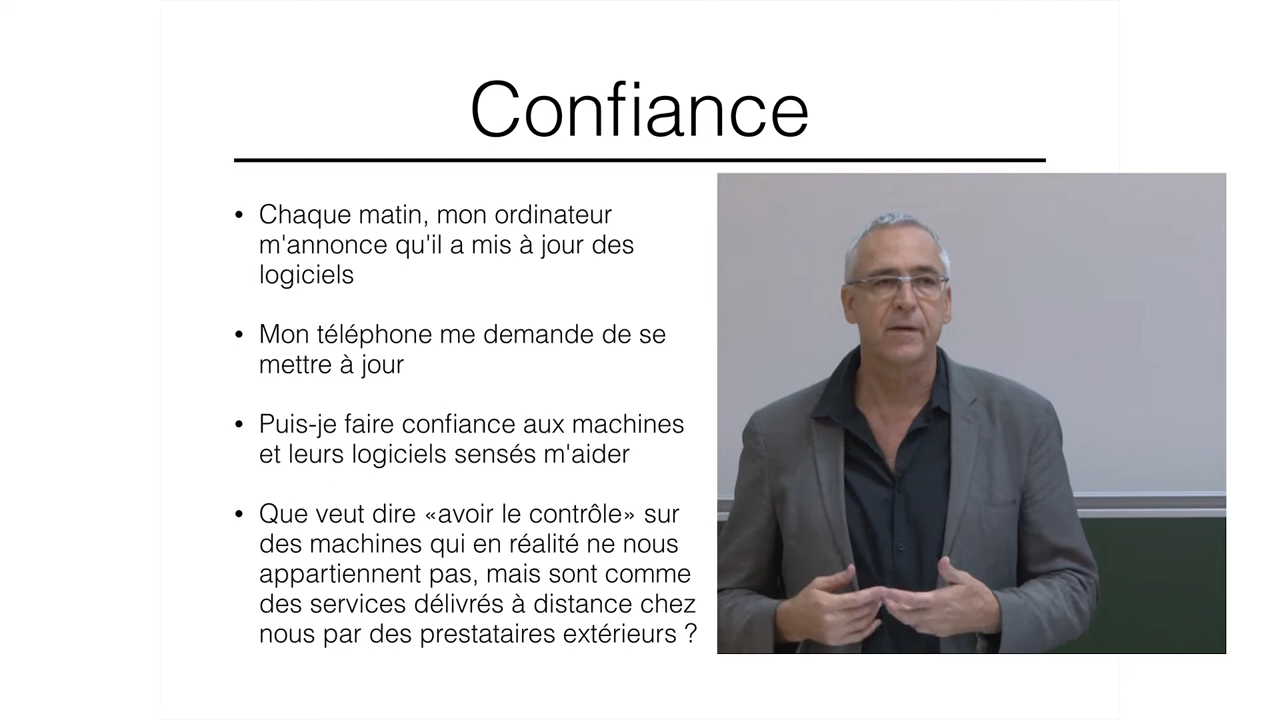 Confiance
• Chaque matin, mon ordinateur
m'annonce qu'il a mis à jour des
logiciels
• Mon téléphone me demande de se
mettre à jour
• Puis-je faire confiance aux machines
et leurs logiciels sensés m'aider
• Que veut dire «avoir le contrôle» sur
des machines qui en réalité ne nous
appartiennent pas, mais sont comme
des services délivrés à distance chez
nous par des prestataires extérieurs ?